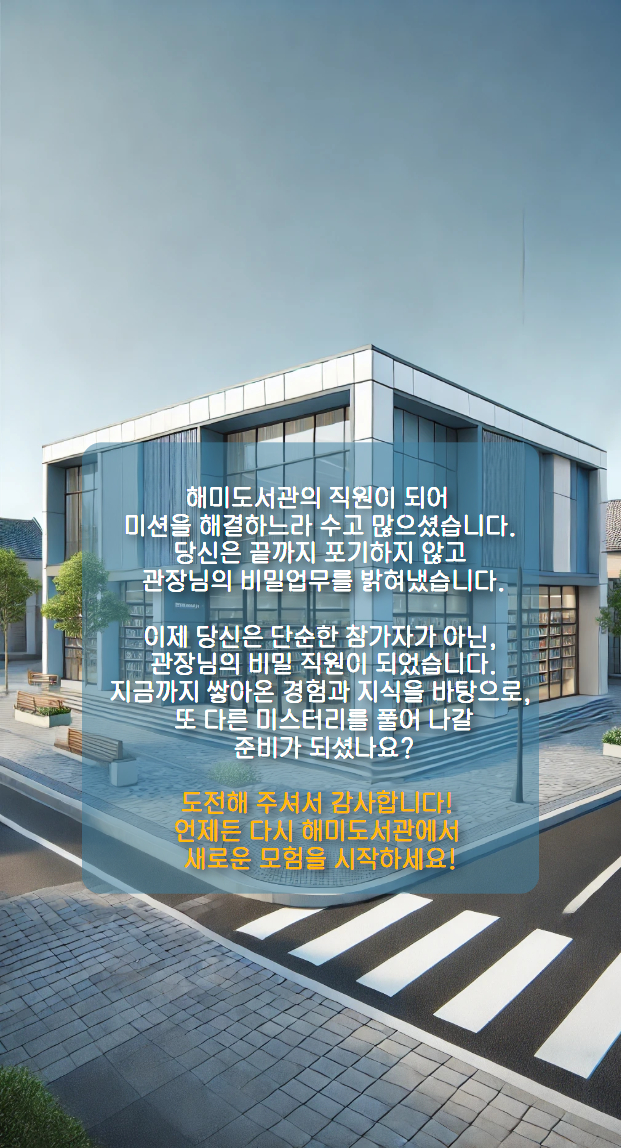 해미도서관의 직원이 되어
미션을 해결하느라 수고 많으셨습니다.
당신은 끝까지 포기하지 않고
관장님의 비밀업무를 밝혀냈습니다.
이제 당신은 단순한 참가자가 아닌,
관장님의 비밀 직원이 되었습니다.
지금까지 쌓아온 경험과 지식을 바탕으로,
또 다른 미스터리를 풀어 나갈
준비가 되셨나요?
도전해 주셔서 감사합니다!
언제든 다시 해미도서관에서
새로운 모험을 시작하세요!